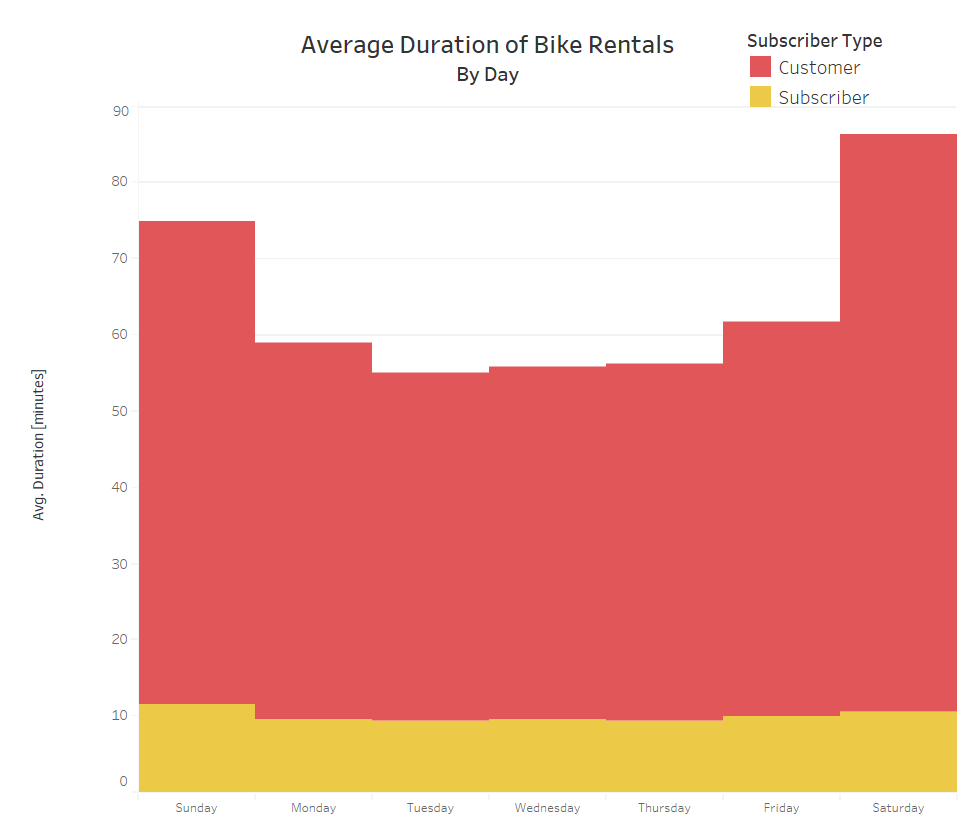 Average Duration of Bike Rentals
By Day
Subscriber Type
Customer
Subscriber
90
80
70
60
50
40
30
20
10
0
Avg. Duration [minutes]
Sunday Monday Tuesday Wednesday Thursday Friday Saturday